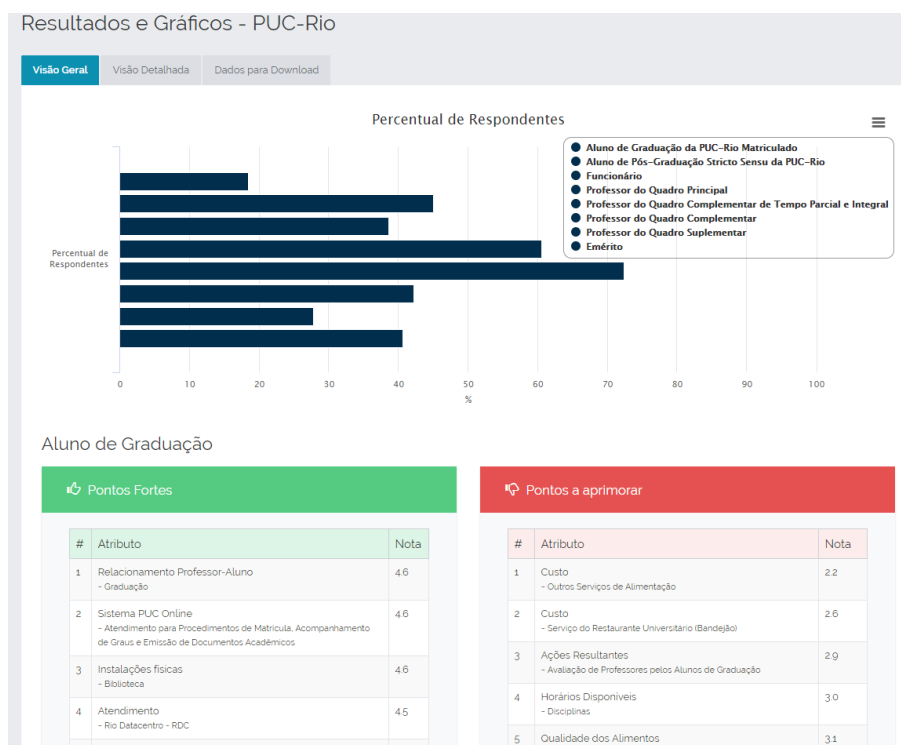 Resultados e Gráficos - PUC-Rio
Visão Geral
Visão Detalhada
Dados para Download
Percentual de Respondentes
Aluno de Graduação da PUC-Rio Matriculado
Aluno de Pós-Graduação Stricto Sensu da PUC-Rio
Funcionário
Professor do Quadro Principal
Professor do Quadro Complementar de Tempo Parcial e Integral
Professor do Quadro Complementar
Professor do Quadro Suplementar
Emérito
Percentual de
Respondentes
0 10 20 30 40 50 60 70 80 90 100
%
Aluno de Graduação
Pontos Fortes
# Atributo Nota
1 Relacionamento Professor-Aluno 4.6
- Graduação
2 Sistema PUC Online 4.6
- Atendimento para Procedimentos de Matricula, Acompanhamento
de Graus e Emissão de Documentos Acadêmicos
3 Instalações físicas 4.6
- Biblioteca
4 Atendimento 4.5
- Rio Datacentro - RDC
Pontos a aprimorar
# Atributo Nota
1 Custo 2.2
- Outros Serviços de Alimentação
2 Custo 2.6
- Serviço do Restaurante Universitário (Bandejão)
3 Ações Resultantes 2.9
- Avaliação de Professores pelos Alunos de Graduação
4 Horários Disponíveis 3.0
- Disciplinas
5 Qualidade dos Alimentos 3.1